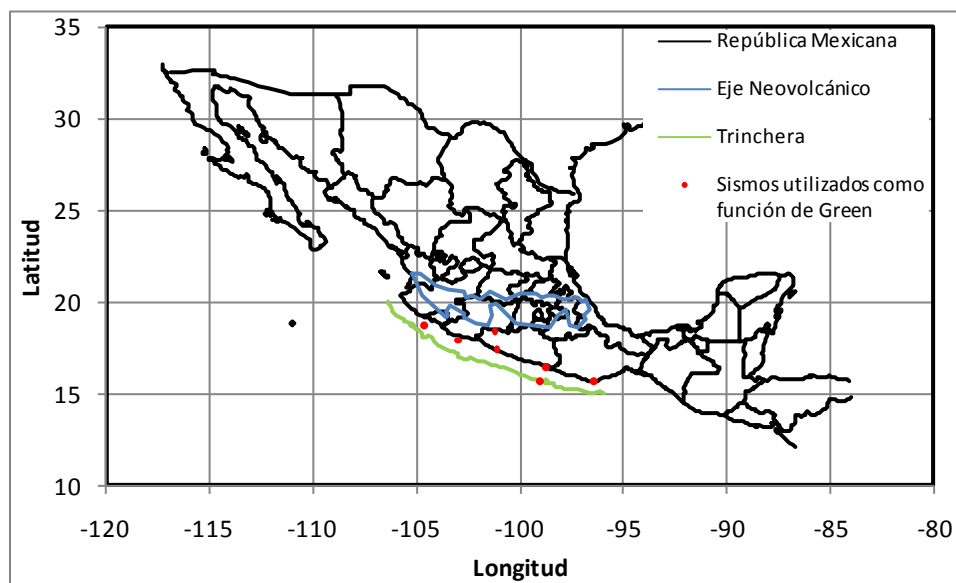 República Mexicana
Eje Neovolcánico
Trinchera
Sismos utilizados como
función de Green
Latitud
35
30
25
20
15
10
-120
-115
-110
-105
-100
-95
-90
-85
-80
Longitud